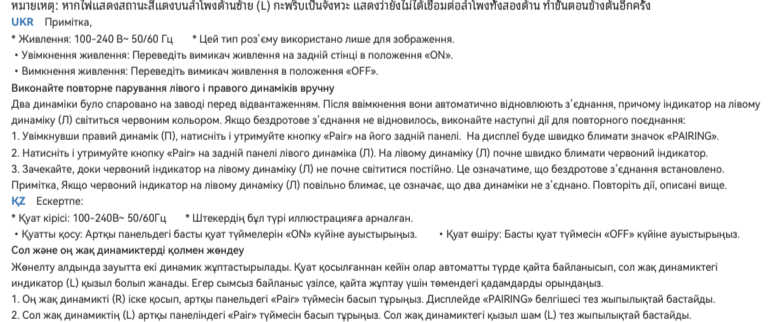 หมายเหตุ: หากไฟแสดงสถานะสีแดงบนลำโพงด้านซ้าย (L) กะพริบเป็นจังหวะ แสดงว่ายังไม่ได้เชื่อมต่อลำโพงทั้งสองด้าน ทำขั้นตอนข้างต้นอีกครั้ง
UKR Примітка,
* Живлення: 100-240 В~ 50/60 Гц * Цей тип роз'єму використано лише для зображення.
• Увімкнення живлення: Переведіть вимикач живлення на задній стінці в положення «ON».
• Вимкнення живлення: Переведіть вимикач живлення в положення «OFF».
Виконайте повторне парування лівого і правого динаміків вручну
Два динаміки було спаровано на заводі перед відвантаженням. Після ввімкнення вони автоматично відновлюють з'єднання, причому індикатор на лівому
динаміку (Л) світиться червоним кольором. Якщо бездротове з'єднання не відновилось, виконайте наступні дії для повторного поєднання:
1. Увімкнувши правий динамік (П), натисніть і утримуйте кнопку «Pair» на його задній панелі. На дисплеї буде швидко блимати значок «PAIRING».
2. Натисніть і утримуйте кнопку «Pair» на задній панелі лівого динаміка (Л). На лівому динаміку (Л) почне швидко блимати червоний індикатор.
3. Зачекайте, доки червоний індикатор на лівому динаміку (Л) не почне світитися постійно. Це означатиме, що бездротове з'єднання встановлено.
Примітка, Якщо червоний індикатор на лівому динаміку (Л) повільно блимає, це означає, що два динаміки не з'єднано. Повторіть дії, описані вище.
ҚZ Ескертпе:
* Қуат кірісі: 100-240В~ 50/60Гц * Штекердің бұл түрі иллюстрацияға арналған.
• Қуатты қосу: Артқы панельдегі басты қуат түймелерін «ON» күйіне ауыстырыңыз. • Қуат өшіру: Басты қуат түймесін «OFF» күйіне ауыстырыңыз.
Сол және оң жақ динамиктерді қолмен жөндеу
Жөнелту алдында зауытта екі динамик жұптастырылады. Қуат қосылғаннан кейін олар автоматты түрде қайта байланысып, сол жақ динамиктегі
индикатор (L) қызыл болып жанады. Егер сымсыз байланыс үзілсе, қайта жұптау үшін төмендегі қадамдарды орындаңыз.
1. Оң жақ динамикті (R) іске қосып, артқы панельдегі «Pair» түймесін басып тұрыңыз. Дисплейде «PAIRING» белгішесі тез жыпылықтай бастайды.
2. Сол жақ динамиктің (L) артқы панеліндегі «Pair» түймесін басып тұрыңыз. Сол жақ динамиктегі қызыл шам (L) тез жыпылықтай бастайды.